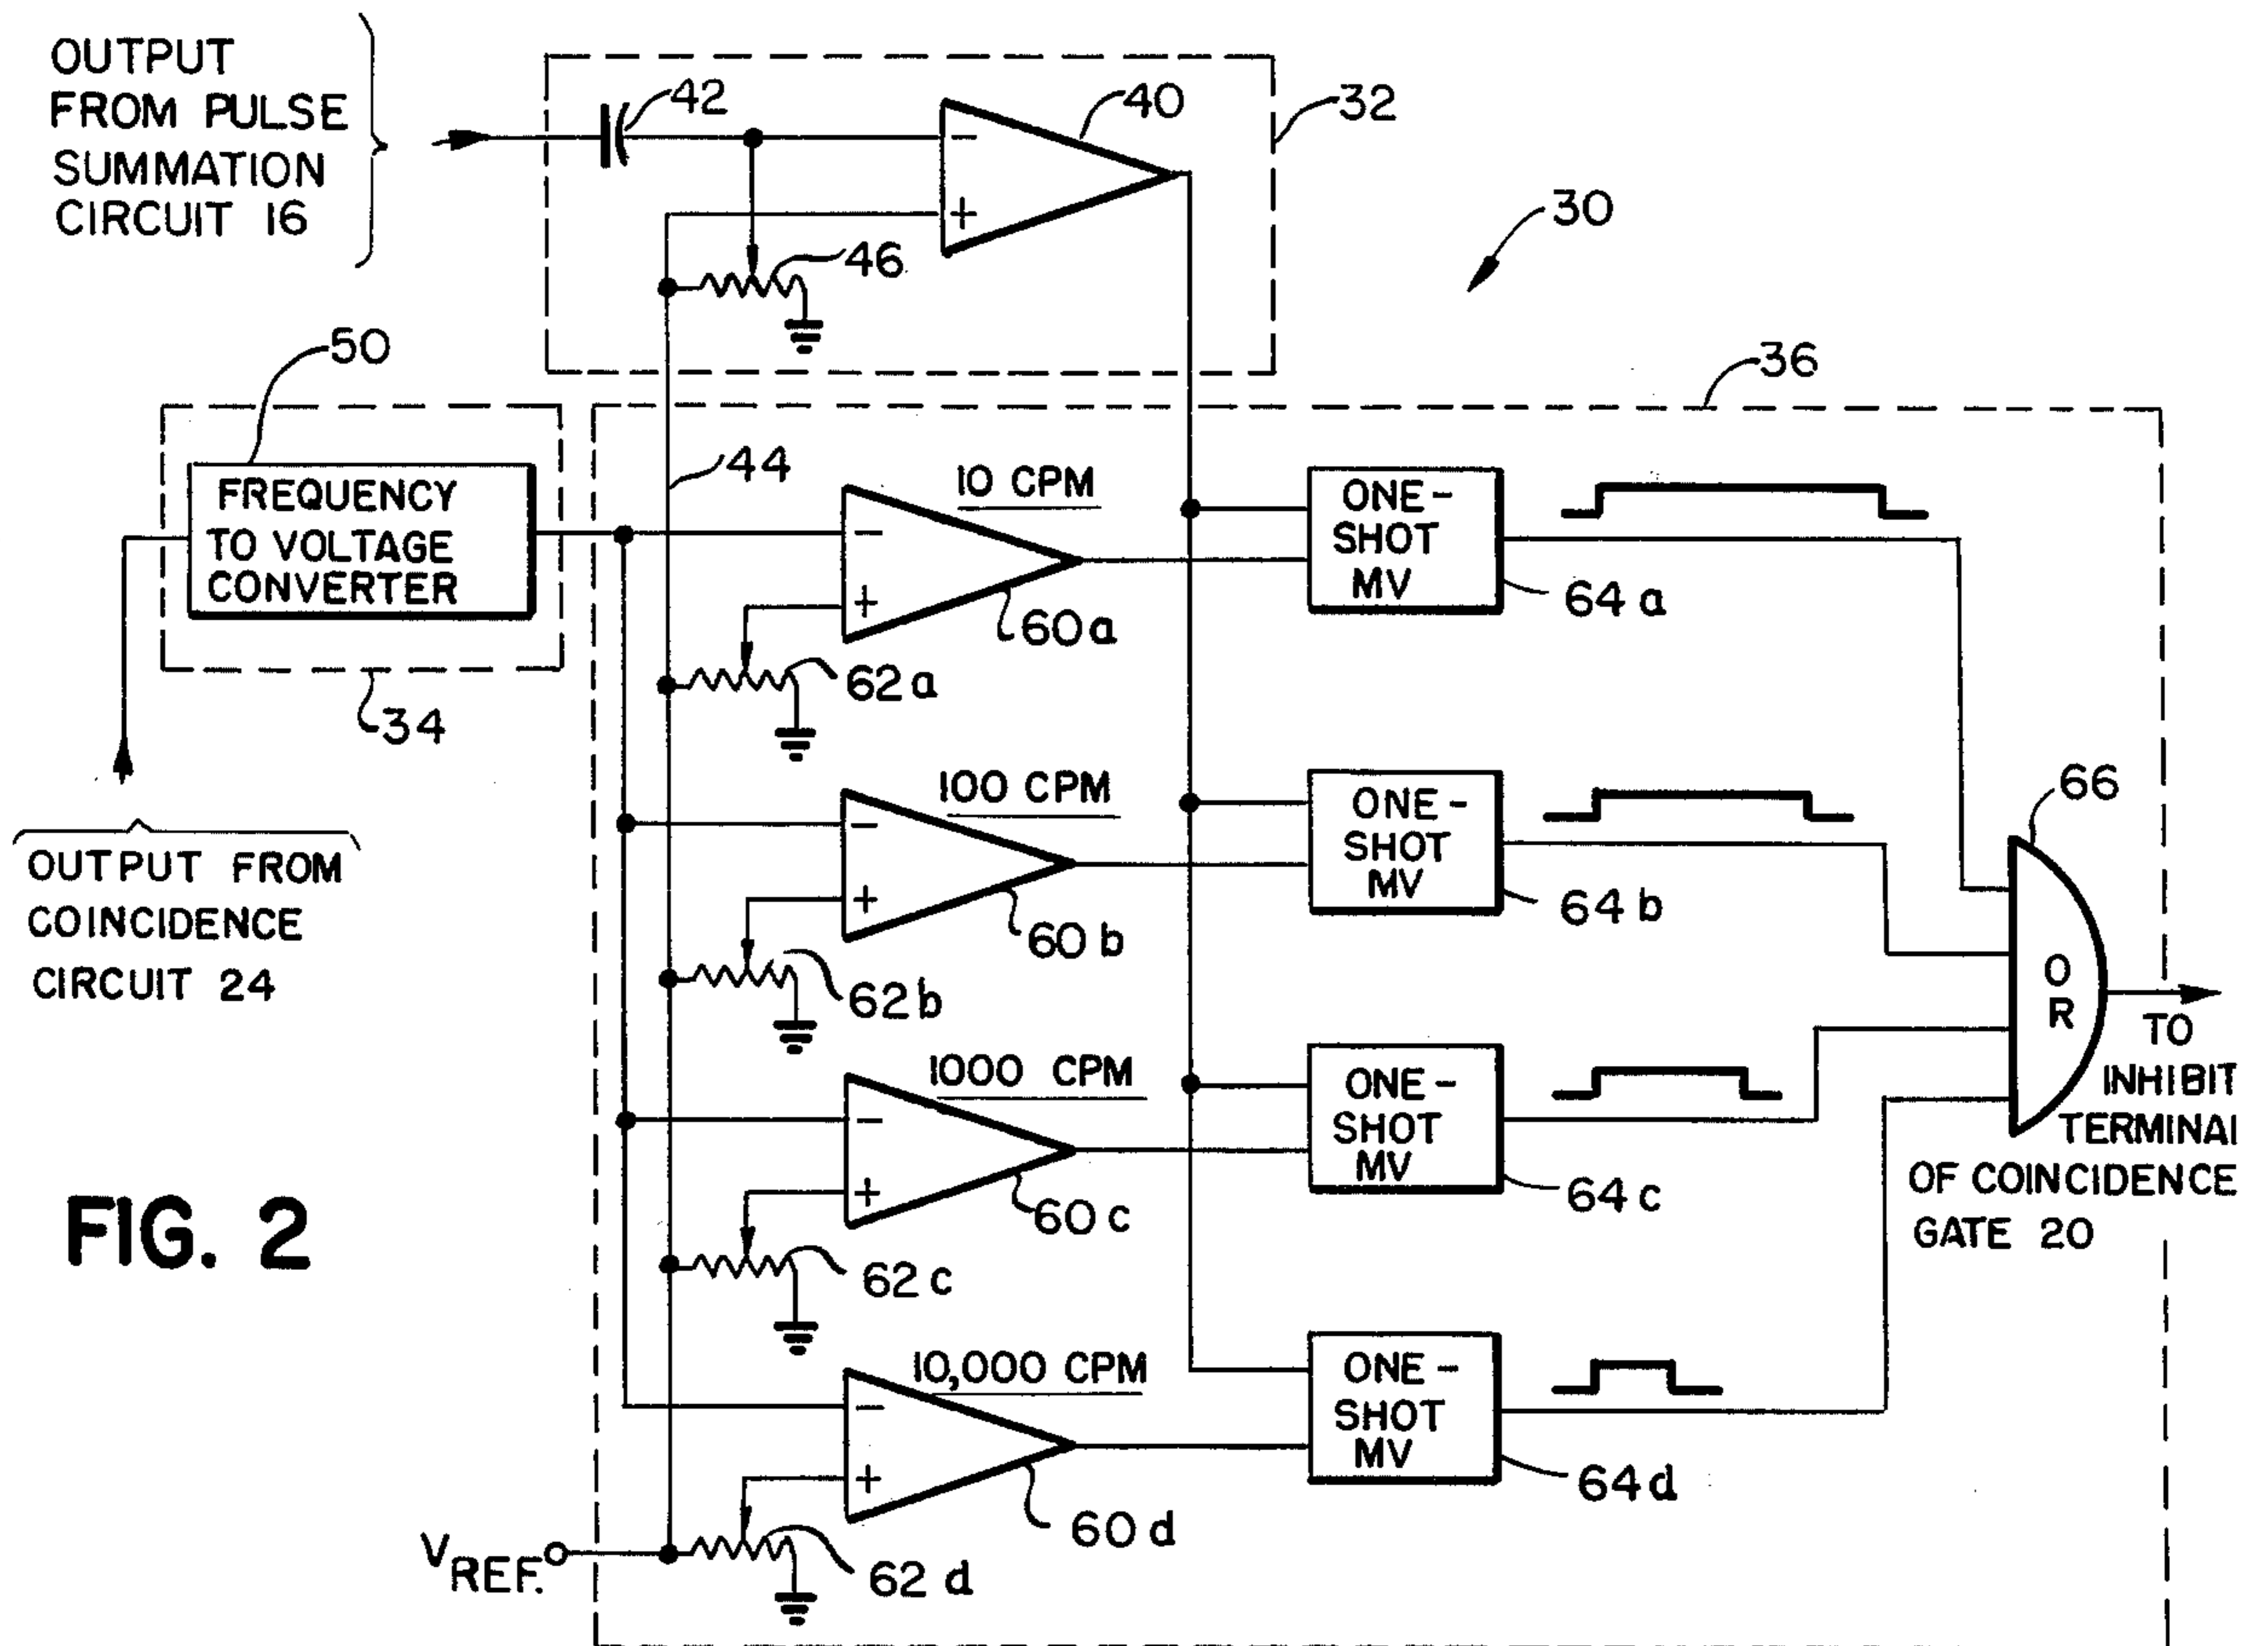 OUTPUT
FROM PULSE
SUMMATION
CIRCUIT 16
42
40
32
-
+
46
30
50
36
FREQUENCY
TO VOLTAGE
CONVERTER
34
44
10 CPM
-
+
60a
62a
ONE-
SHOT
MV
64a
OUTPUT FROM
COINCIDENCE
CIRCUIT 24
100 CPM
-
+
60b
62b
ONE-
SHOT
MV
64b
66
OR
TO
INHIBIT
TERMINAL
OF COINCIDENCE
GATE 20
1000 CPM
-
+
60c
62c
ONE-
SHOT
MV
64c
FIG. 2
10,000 CPM
-
+
60d
62d
ONE-
SHOT
MV
64d
VREF.